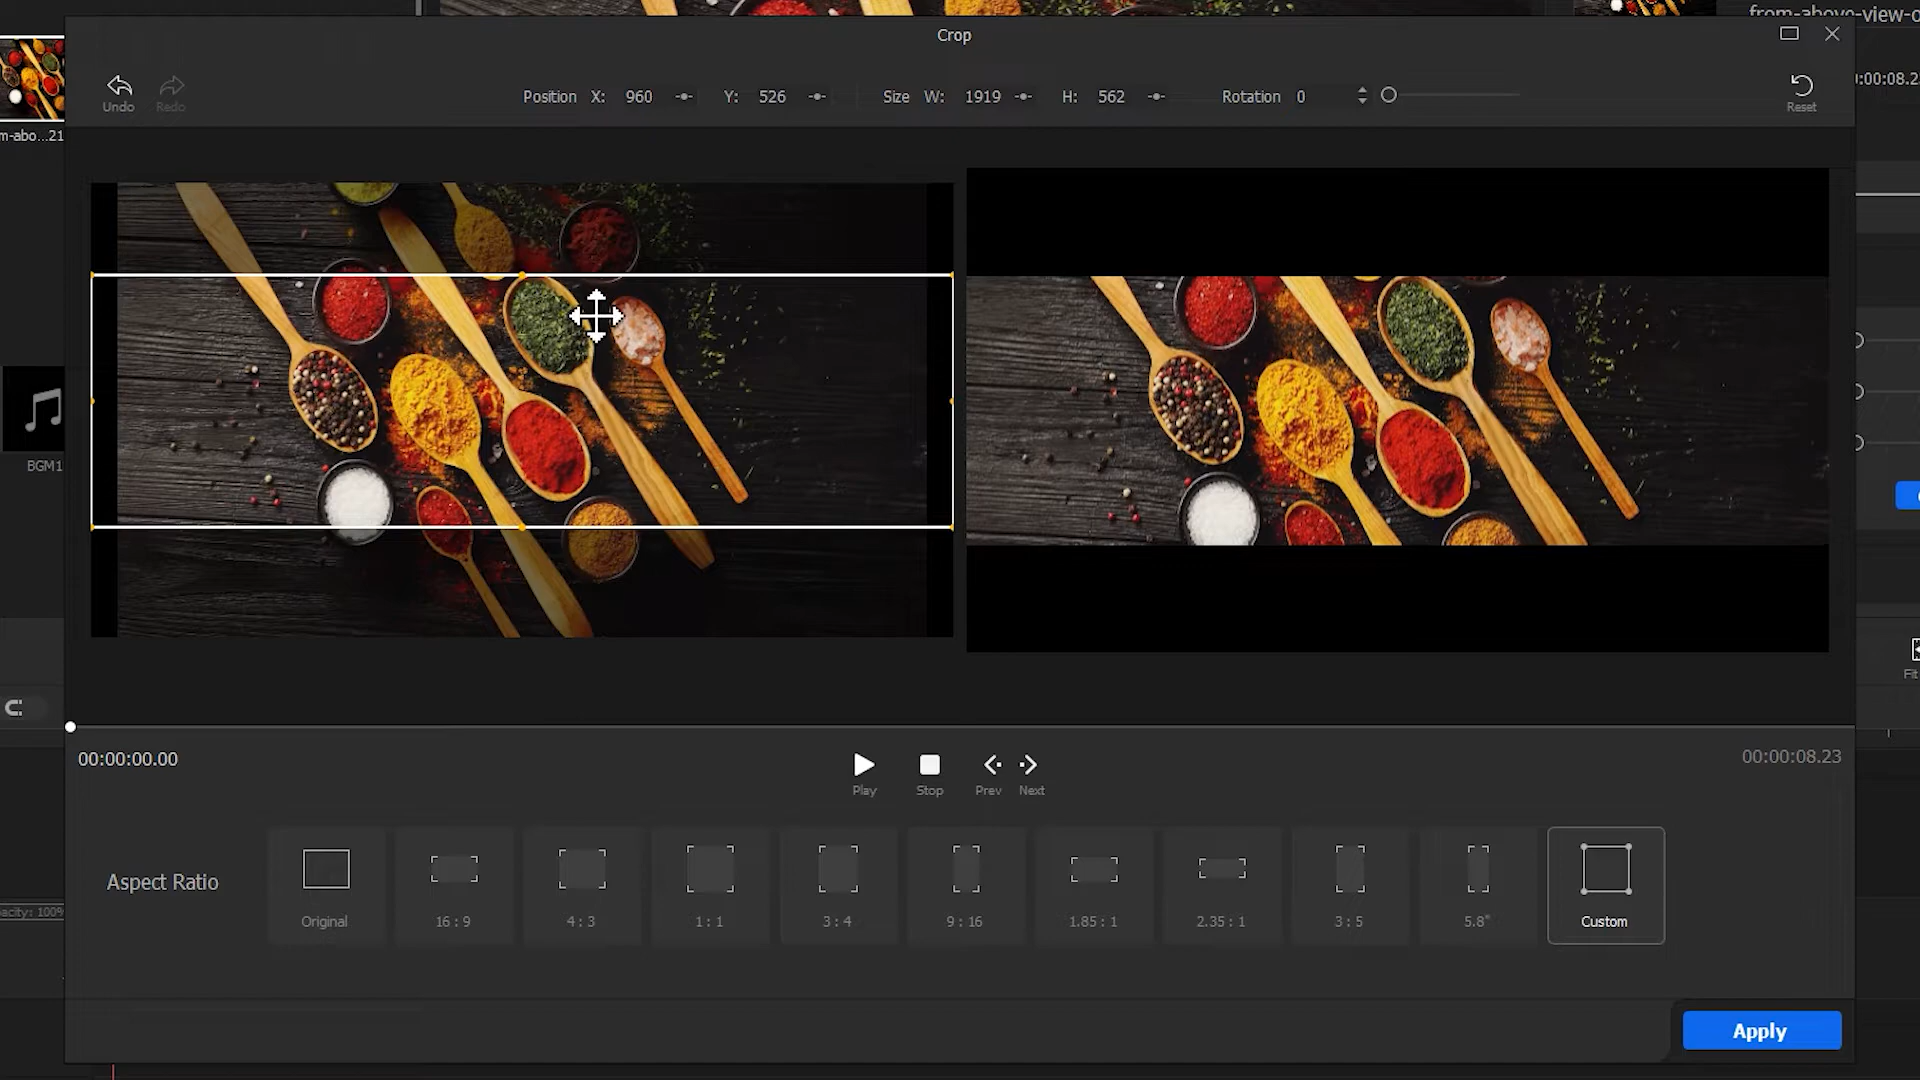 from-above-view-o
Crop
Undo
Redo
Position X: 960 Y: 526 Size W: 1919 H: 562 Rotation 0
Reset
:00:08.2
m-abo...21
BGM1
Fit
00:00:00.00
00:00:08.23
Play
Stop
Prev
Next
Aspect Ratio
Original
16 : 9
4 : 3
1 : 1
3 : 4
9 : 16
1.85 : 1
2.35 : 1
3 : 5
5.8"
Custom
acity: 100%
Apply